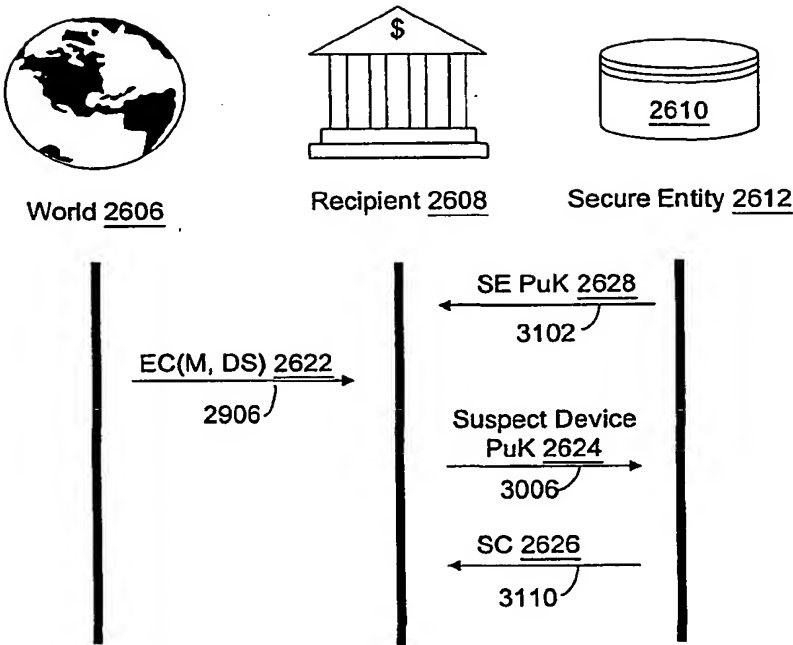 $
2610
World 2606
Recipient 2608
Secure Entity 2612
SE PuK 2628
3102
EC(M, DS) 2622
2906
Suspect Device
PuK 2624
3006
SC 2626
3110